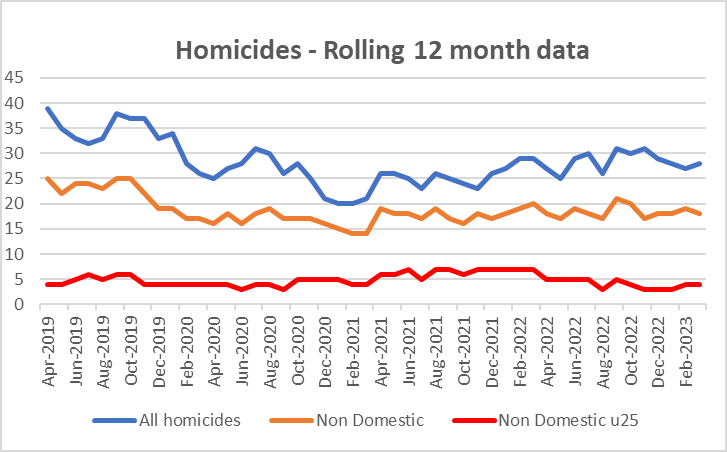 Homicides - Rolling 12 month data
45
40
35
30
25
20
15
10
5
0
Apr-2019
Jun-2019
Aug-2019
Oct-2019
Dec-2019
Feb-2020
Apr-2020
Jun-2020
Aug-2020
Oct-2020
Dec-2020
Feb-2021
Apr-2021
Jun-2021
Aug-2021
Oct-2021
Dec-2021
Feb-2022
Apr-2022
Jun-2022
Aug-2022
Oct-2022
Dec-2022
Feb-2023
All homicides Non Domestic Non Domestic u25